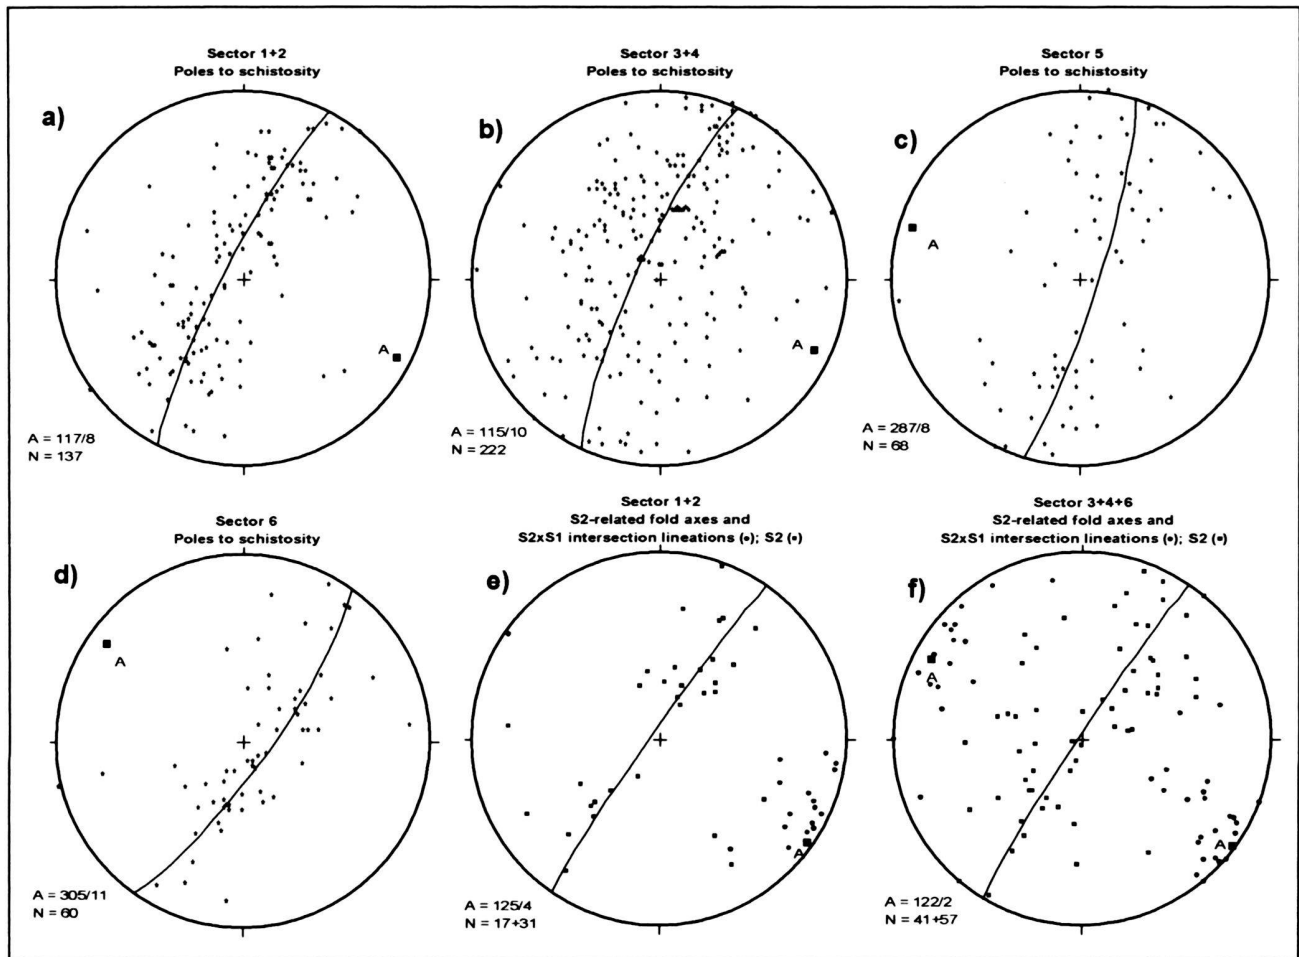 Sector 1+2
Poles to schistosity
a)
A
A = 117/8
N = 137
Sector 3+4
Poles to schistosity
b)
A
A = 115/10
N = 222
Sector 5
Poles to schistosity
c)
A
A = 287/8
N = 68
Sector 6
Poles to schistosity
d)
A
A = 305/11
N = 60
Sector 1+2
S2-related fold axes and
S2xS1 intersection lineations (•); S2 (▪)
e)
A
A = 125/4
N = 17+31
Sector 3+4+6
S2-related fold axes and
S2xS1 intersection lineations (•); S2 (▪)
f)
A
A
A = 122/2
N = 41+57